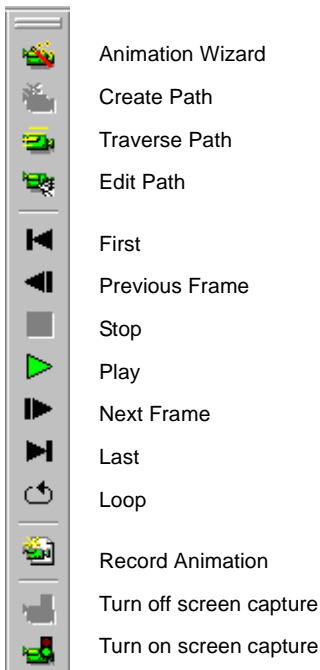 Animation Wizard
Create Path
Traverse Path
Edit Path
First
Previous Frame
Stop
Play
Next Frame
Last
Loop
Record Animation
Turn off screen capture
Turn on screen capture